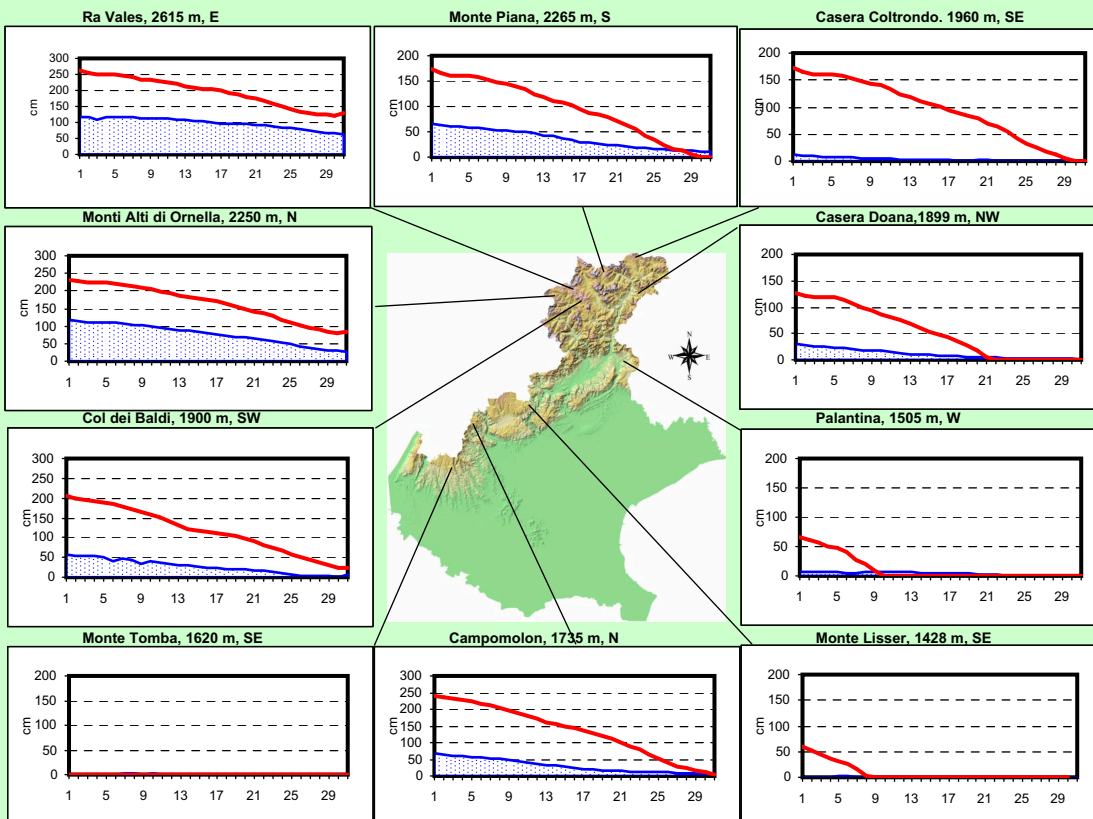 Ra Vales, 2615 m, E
300
250
200
150
100
50
0
cm
1 5 9 13 17 21 25 29
Monte Piana, 2265 m, S
200
150
100
50
0
cm
1 5 9 13 17 21 25 29
Casera Coltrondo. 1960 m, SE
200
150
100
50
0
cm
1 5 9 13 17 21 25 29
Monti Alti di Ornella, 2250 m, N
300
250
200
150
100
50
0
cm
1 5 9 13 17 21 25 29
Casera Doana,1899 m, NW
200
150
100
50
0
cm
1 5 9 13 17 21 25 29
N
W E
S
Col dei Baldi, 1900 m, SW
300
250
200
150
100
50
0
cm
1 5 9 13 17 21 25 29
Palantina, 1505 m, W
200
150
100
50
0
cm
1 5 9 13 17 21 25 29
Monte Tomba, 1620 m, SE
200
150
100
50
0
cm
1 5 9 13 17 21 25 29
Campomolon, 1735 m, N
300
250
200
150
100
50
0
cm
1 5 9 13 17 21 25 29
Monte Lisser, 1428 m, SE
200
150
100
50
0
cm
1 5 9 13 17 21 25 29